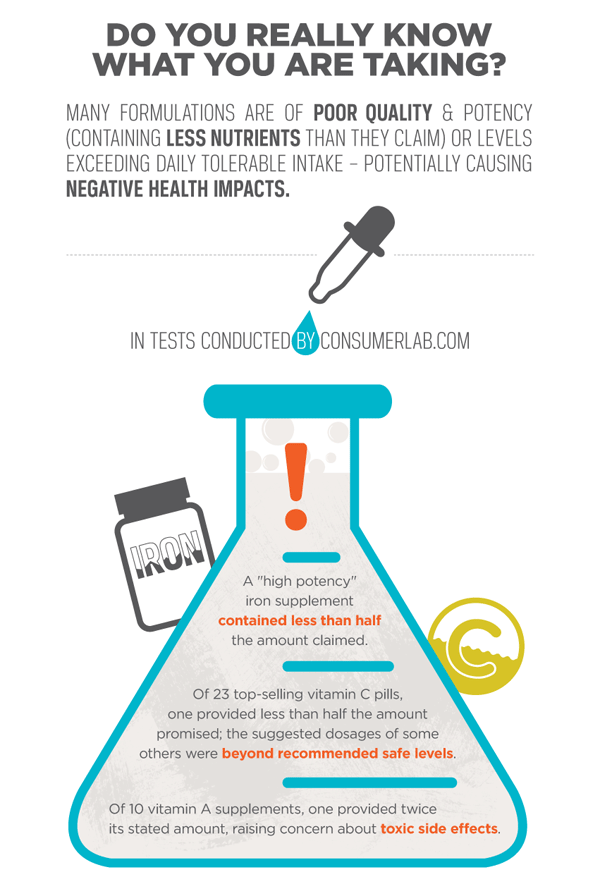 DO YOU REALLY KNOW
WHAT YOU ARE TAKING?
MANY FORMULATIONS ARE OF POOR QUALITY & POTENCY
(CONTAINING LESS NUTRIENTS THAN THEY CLAIM) OR LEVELS
EXCEEDING DAILY TOLERABLE INTAKE – POTENTIALLY CAUSING
NEGATIVE HEALTH IMPACTS.
IN TESTS CONDUCTED BY CONSUMERLAB.COM
!
IRON
A "high potency"
iron supplement
contained less than half
the amount claimed.
C
Of 23 top-selling vitamin C pills,
one provided less than half the amount
promised; the suggested dosages of some
others were beyond recommended safe levels.
Of 10 vitamin A supplements, one provided twice
its stated amount, raising concern about toxic side effects.